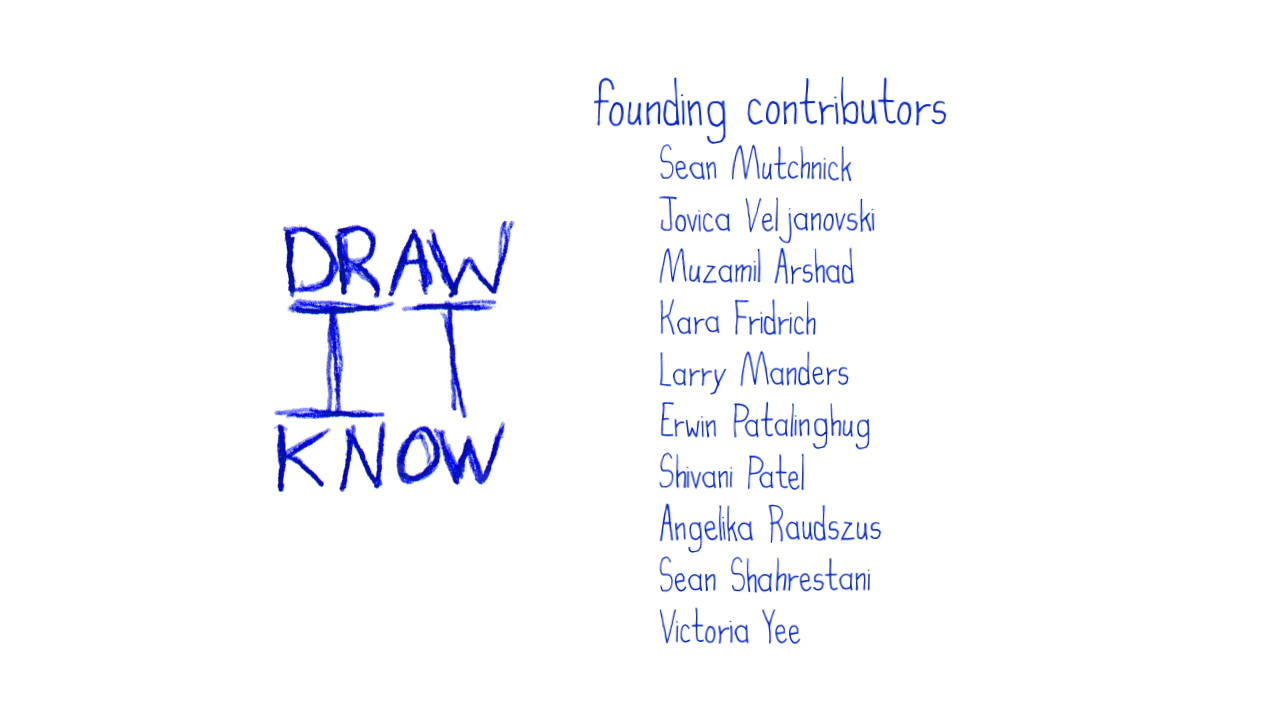 DRAW
IT
KNOW
founding contributors
Sean Mutchnick
Jovica Veljanovski
Muzamil Arshad
Kara Fridrich
Larry Manders
Erwin Patalinghug
Shivani Patel
Angelika Raudszus
Sean Shahrestani
Victoria Yee